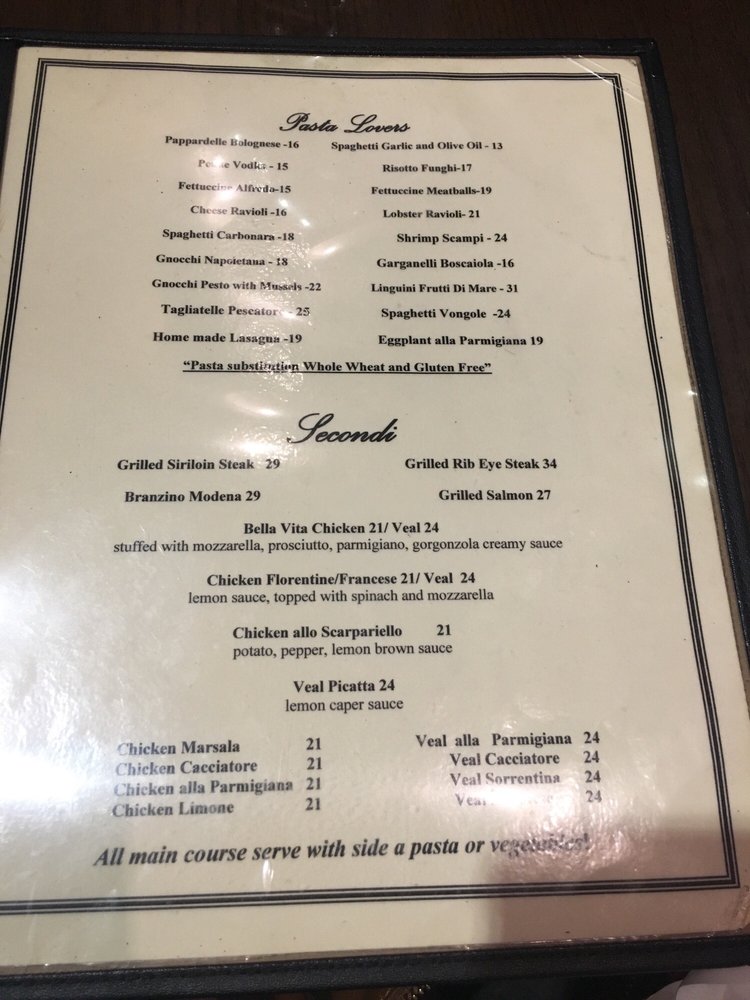 Pasta Lovers
Pappardelle Bolognese -16 Spaghetti Garlic and Olive Oil - 13
Vodka - 15 Risotto Funghi-17
Fettuccine Alfredo-15 Fettuccine Meatballs-19
Cheese Ravioli -16 Lobster Ravioli- 21
Spaghetti Carbonara -18 Shrimp Scampi - 24
Gnocchi Napoletana - 18 Garganelli Boscaiola -16
Gnocchi Pesto with Mussels -22 Linguini Frutti Di Mare - 31
Tagliatelle Pescatore - 25 Spaghetti Vongole -24
Home made Lasagna -19 Eggplant alla Parmigiana 19
“Pasta substitution Whole Wheat and Gluten Free”
Secondi
Grilled Siriloin Steak 29 Grilled Rib Eye Steak 34
Branzino Modena 29 Grilled Salmon 27
Bella Vita Chicken 21/ Veal 24
stuffed with mozzarella, prosciutto, parmigiano, gorgonzola creamy sauce
Chicken Florentine/Francese 21/ Veal 24
lemon sauce, topped with spinach and mozzarella
Chicken allo Scarpariello 21
potato, pepper, lemon brown sauce
Veal Picatta 24
lemon caper sauce
Chicken Marsala 21 Veal alla Parmigiana 24
Chicken Cacciatore 21 Veal Cacciatore 24
Chicken alla Parmigiana 21 Veal Sorrentina 24
Chicken Limone 21 Veal 24
All main course serve with side a pasta or vegetables!